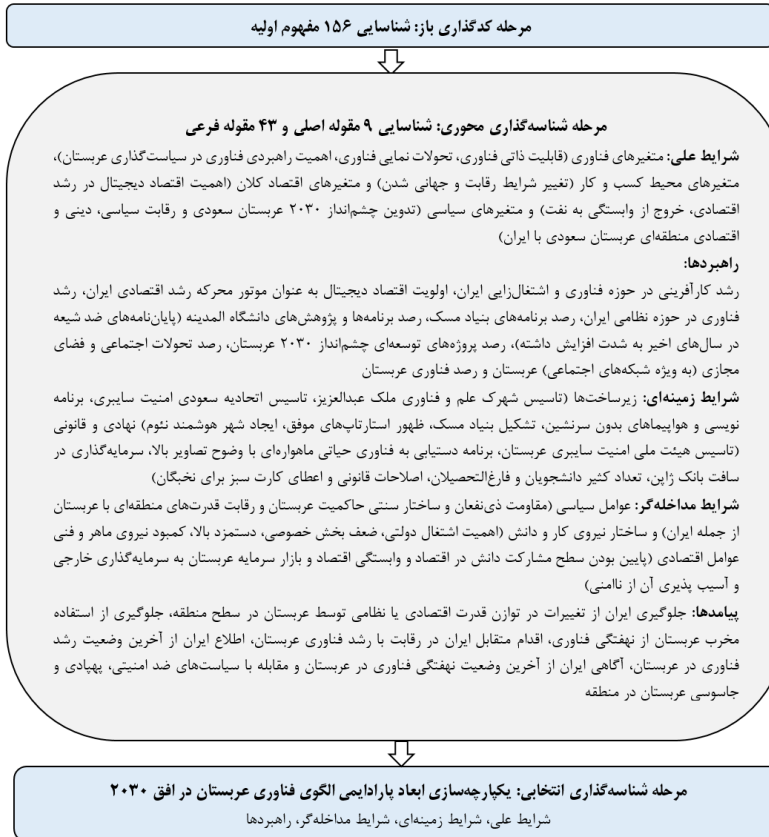 مرحله کدگذاری باز: شناسایی ۱۵۶ مفهوم اولیه
مرحله شناسه‌گذاری محوری: شناسایی ۹ مقوله اصلی و ۴۳ مقوله فرعی
شرایط علی: متغیرهای فناوری (قابلیت ذاتی فناوری، تحولات نمایی فناوری، اهمیت راهبردی فناوری در سیاست‌گذاری عربستان)،
متغیرهای محیط کسب و کار (تغییر شرایط رقابت و جهانی شدن) و متغیرهای اقتصاد کلان (اهمیت اقتصاد دیجیتال در رشد
اقتصادی، خروج از وابستگی به نفت) و متغیرهای سیاسی (تدوین چشم‌انداز ۲۰۳۰ عربستان سعودی و رقابت سیاسی، دینی و
اقتصادی منطقه‌ای عربستان سعودی با ایران)
راهبردها:
رشد کارآفرینی در حوزه فناوری و اشتغال‌زایی ایران، اولویت اقتصاد دیجیتال به عنوان موتور محرکه رشد اقتصادی ایران، رشد
فناوری در حوزه نظامی ایران، رصد برنامه‌های بنیاد مسک، رصد برنامه‌ها و پژوهش‌های دانشگاه المدینه (پایان‌نامه‌های ضد شیعه
در سال‌های اخیر به شدت افزایش داشته)، رصد پروژه‌های توسعه‌ای چشم‌انداز ۲۰۳۰ عربستان، رصد تحولات اجتماعی و فضای
مجازی (به ویژه شبکه‌های اجتماعی) عربستان و رصد فناوری عربستان
شرایط زمینه‌ای: زیرساخت‌ها (تاسیس شهرک علم و فناوری ملک عبدالعزیز، تاسیس اتحادیه سعودی امنیت سایبری، برنامه
نویسی و هواپیماهای بدون سرنشین، تشکیل بنیاد مسک، ظهور استارتاپ‌های موفق، ایجاد شهر هوشمند نئوم) نهادی و قانونی
(تاسیس هیئت ملی امنیت سایبری عربستان، برنامه دستیابی به فناوری حیاتی ماهواره‌ای با وضوح تصاویر بالا، سرمایه‌گذاری در
سافت بانک ژاپن، تعداد کثیر دانشجویان و فارغ‌التحصیلان، اصلاحات قانونی و اعطای کارت سبز برای نخبگان)
شرایط مداخله‌گر: عوامل سیاسی (مقاومت ذی‌نفعان و ساختار سنتی حاکمیت عربستان و رقابت قدرت‌های منطقه‌ای با عربستان
از جمله ایران) و ساختار نیروی کار و دانش (اهمیت اشتغال دولتی، ضعف بخش خصوصی، دستمزد بالا، کمبود نیروی ماهر و فنی
عوامل اقتصادی (پایین بودن سطح مشارکت دانش در اقتصاد و وابستگی اقتصاد و بازار سرمایه عربستان به سرمایه‌گذاری خارجی
و آسیب پذیری آن از ناامنی)
پیامدها: جلوگیری ایران از تغییرات در توازن قدرت اقتصادی یا نظامی توسط عربستان در سطح منطقه، جلوگیری از استفاده
مخرب عربستان از نهفتگی فناوری، اقدام متقابل ایران در رقابت با رشد فناوری عربستان، اطلاع ایران از آخرین وضعیت رشد
فناوری در عربستان، آگاهی ایران از آخرین وضعیت نهفتگی فناوری در عربستان و مقابله با سیاست‌های ضد امنیتی، پهپادی و
جاسوسی عربستان در منطقه
مرحله شناسه‌گذاری انتخابی: یکپارچه‌سازی ابعاد پارادایمی الگوی فناوری عربستان در افق ۲۰۳۰
شرایط علی، شرایط زمینه‌ای، شرایط مداخله‌گر، راهبردها